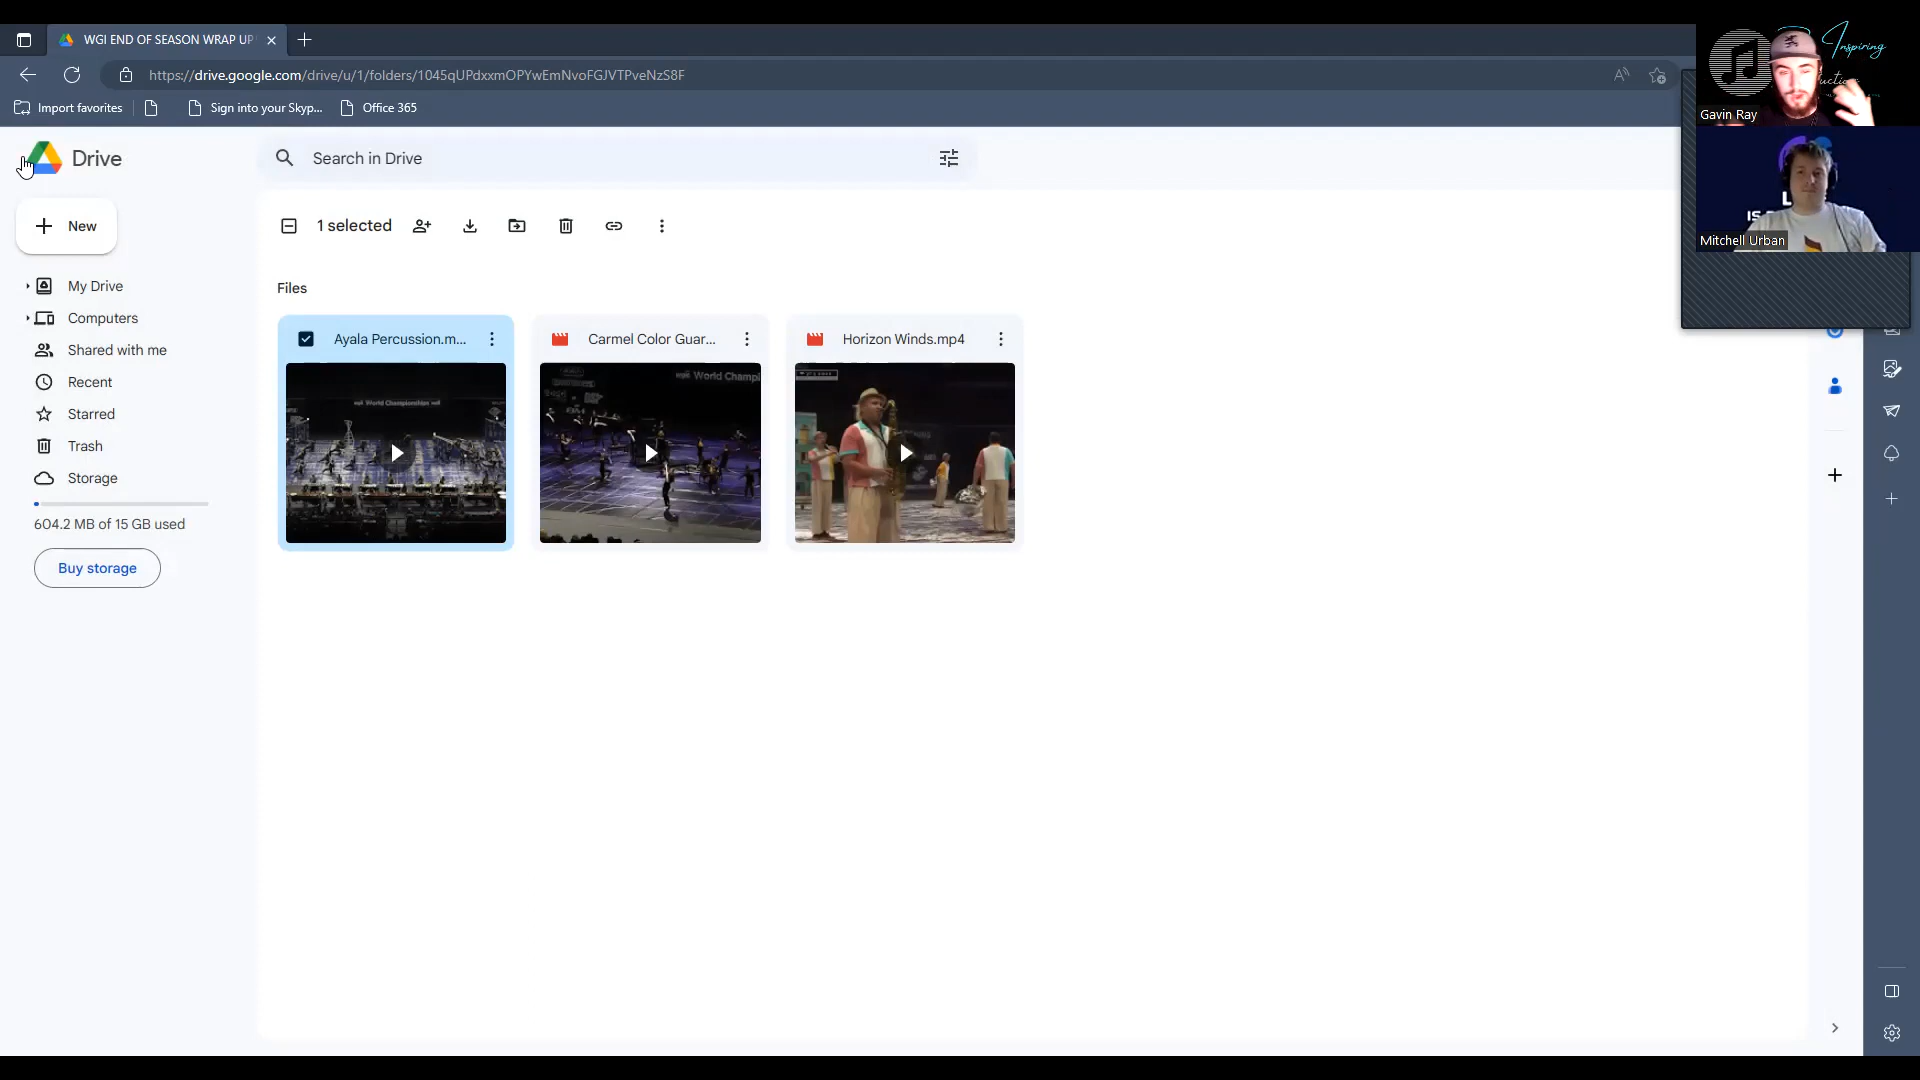 WGI END OF SEASON WRAP UP
https://drive.google.com/drive/u/1/folders/1045qUPdxxmOPYwEmNvoFGJVTPveNzS8F
Import favorites
Sign into your Skyp...
Office 365
Inspiring
Gavin Ray
Mitchell Urban
Drive
Search in Drive
New
1 selected
My Drive
Computers
Shared with me
Recent
Starred
Trash
Storage
604.2 MB of 15 GB used
Buy storage
Files
Ayala Percussion.m...
Carmel Color Guar...
Horizon Winds.mp4
World Championships
World Champi